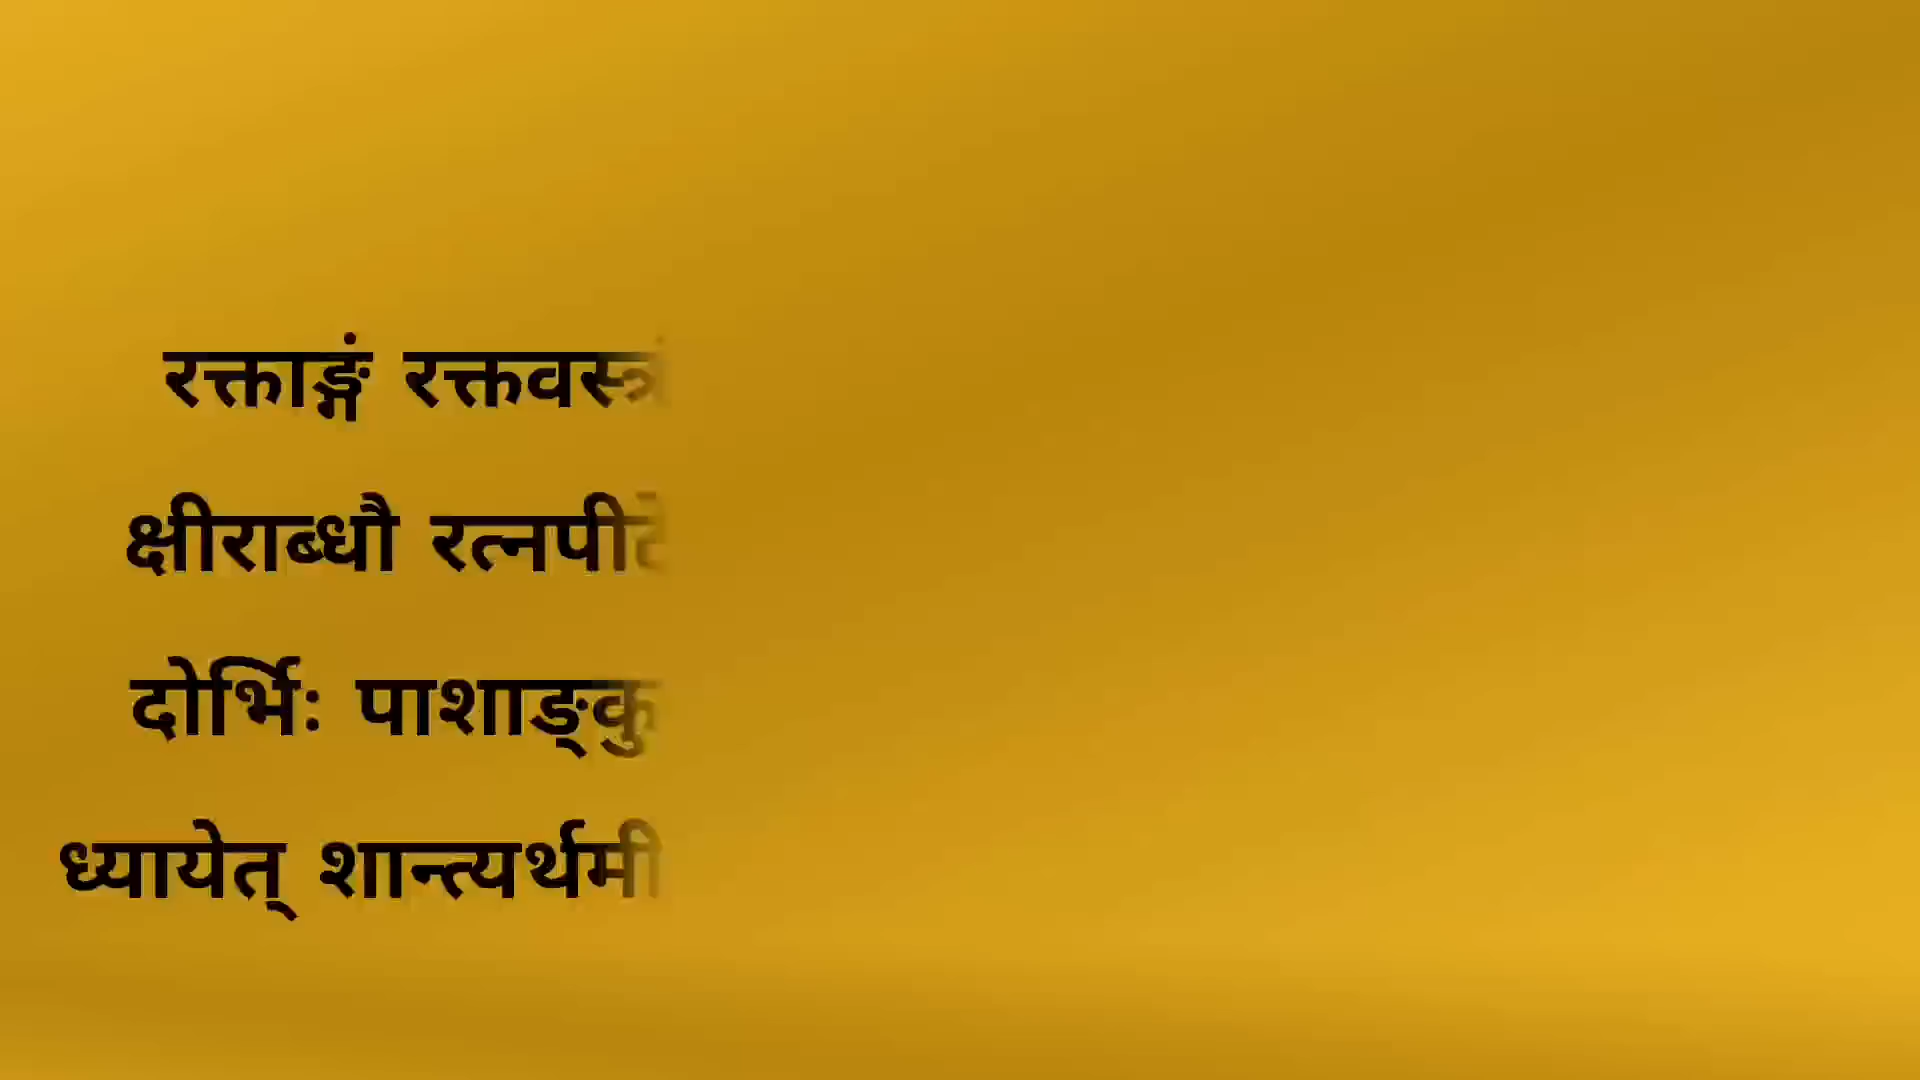 रक्ताङ्गं रक्तवस्त्रं
क्षीराब्धौ रत्नपीठे
दोर्भिः पाशाङ्कु
ध्यायेत् शान्त्यर्थमी